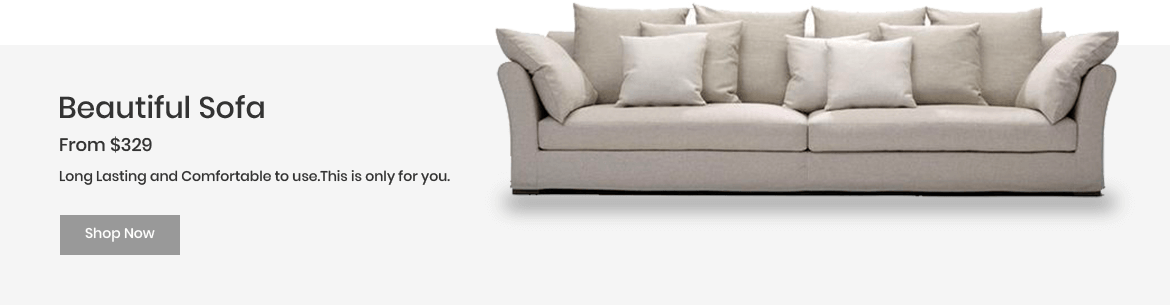 Beautiful Sofa
From $329
Long Lasting and Comfortable to use.This is only for you.
Shop Now